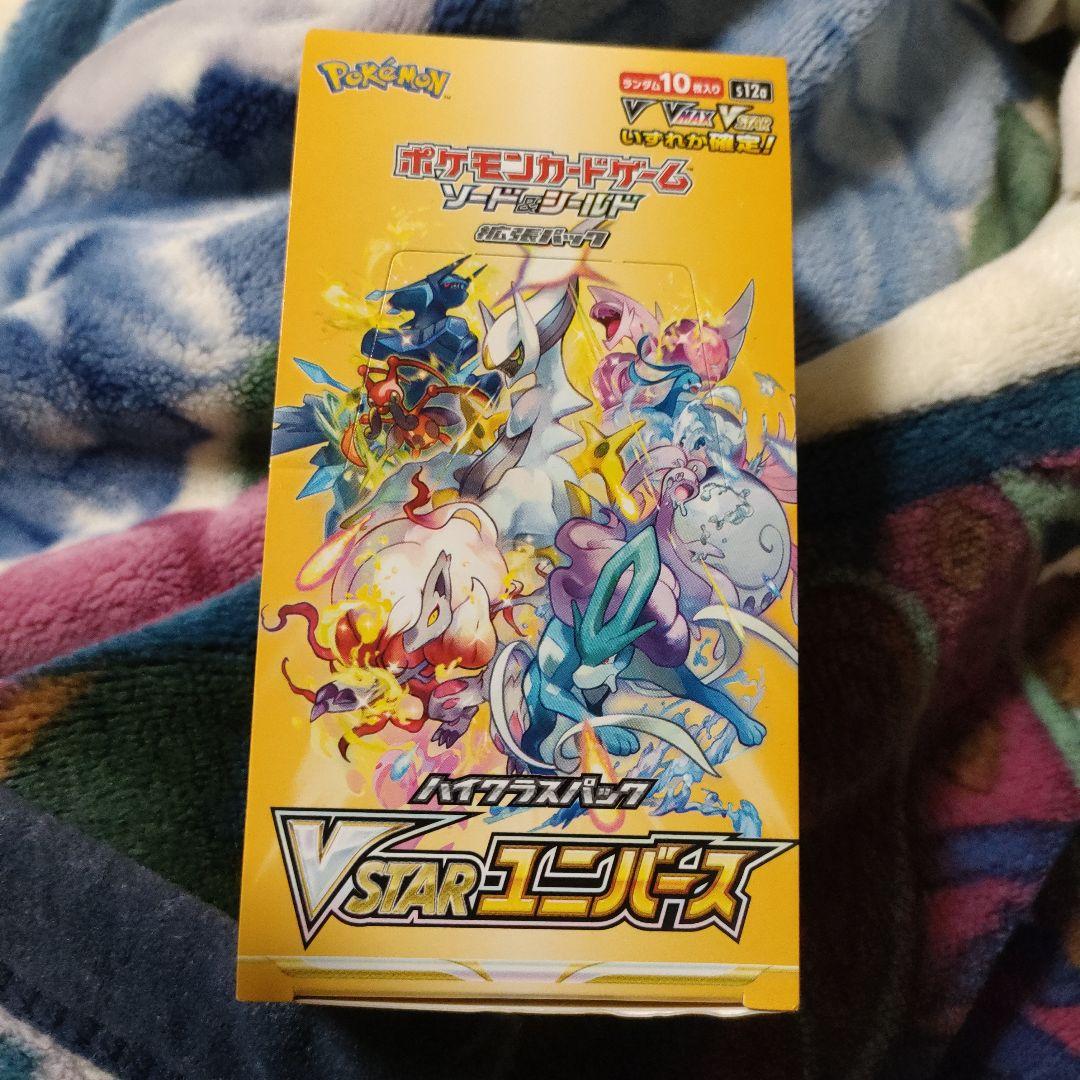 POKéMON™
ランダム10枚入り s12a
V VMAX VSTAR
いずれか確定!
ポケモンカードゲーム™
ソード&シールド
拡張パック
ハイクラスパック
VSTARユニバース